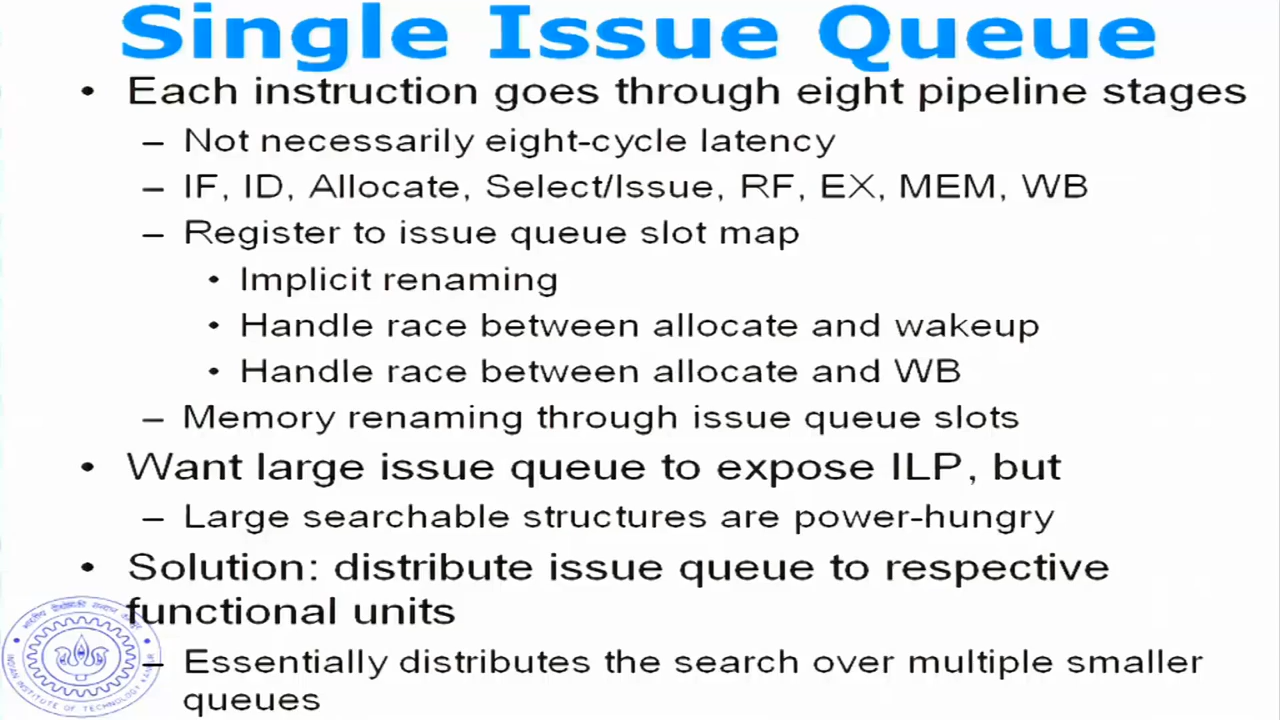 Single Issue Queue
• Each instruction goes through eight pipeline stages
– Not necessarily eight-cycle latency
– IF, ID, Allocate, Select/Issue, RF, EX, MEM, WB
– Register to issue queue slot map
• Implicit renaming
• Handle race between allocate and wakeup
• Handle race between allocate and WB
– Memory renaming through issue queue slots
• Want large issue queue to expose ILP, but
– Large searchable structures are power-hungry
• Solution: distribute issue queue to respective
functional units
– Essentially distributes the search over multiple smaller
queues